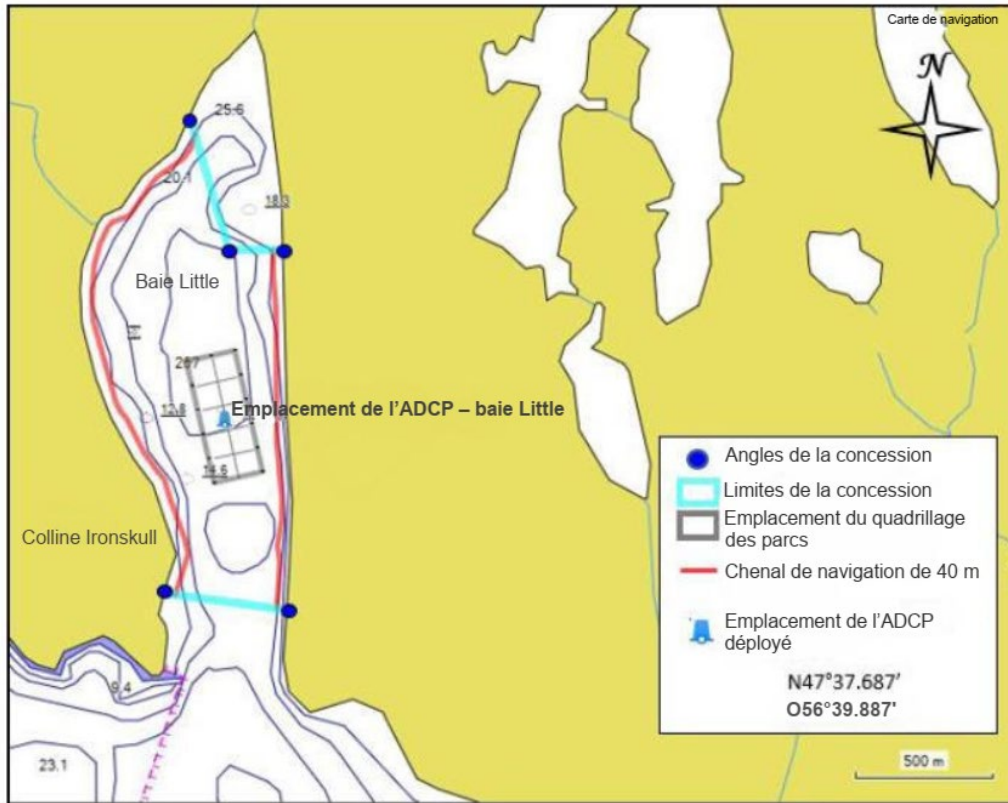 Carte de navigation
N
25.6
20.1
18.3
Baie Little
12.8
Emplacement de l’ADCP – baie Little
14.6
Colline Ironskull
9.4
23.1
Angles de la concession
Limites de la concession
Emplacement du quadrillage
des parcs
Chenal de navigation de 40 m
Emplacement de l’ADCP
déployé
N47°37.687’
O56°39.887'
500 m